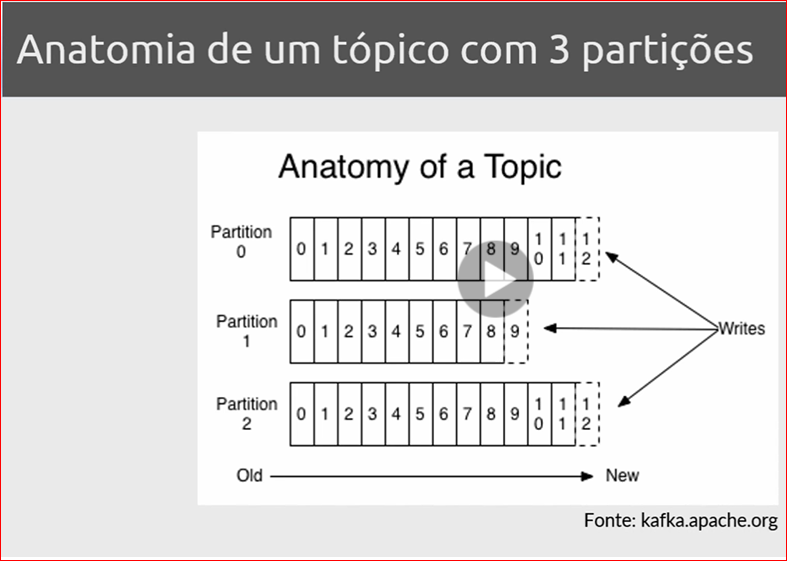 Anatomia de um tópico com 3 partições
Anatomy of a Topic
Partition
0
0 1 2 3 4 5 6 7 8 9 10 11 12
Partition
1
0 1 2 3 4 5 6 7 8 9
Writes
Partition
2
0 1 2 3 4 5 6 7 8 9 10 11 12
Old New
Fonte: kafka.apache.org